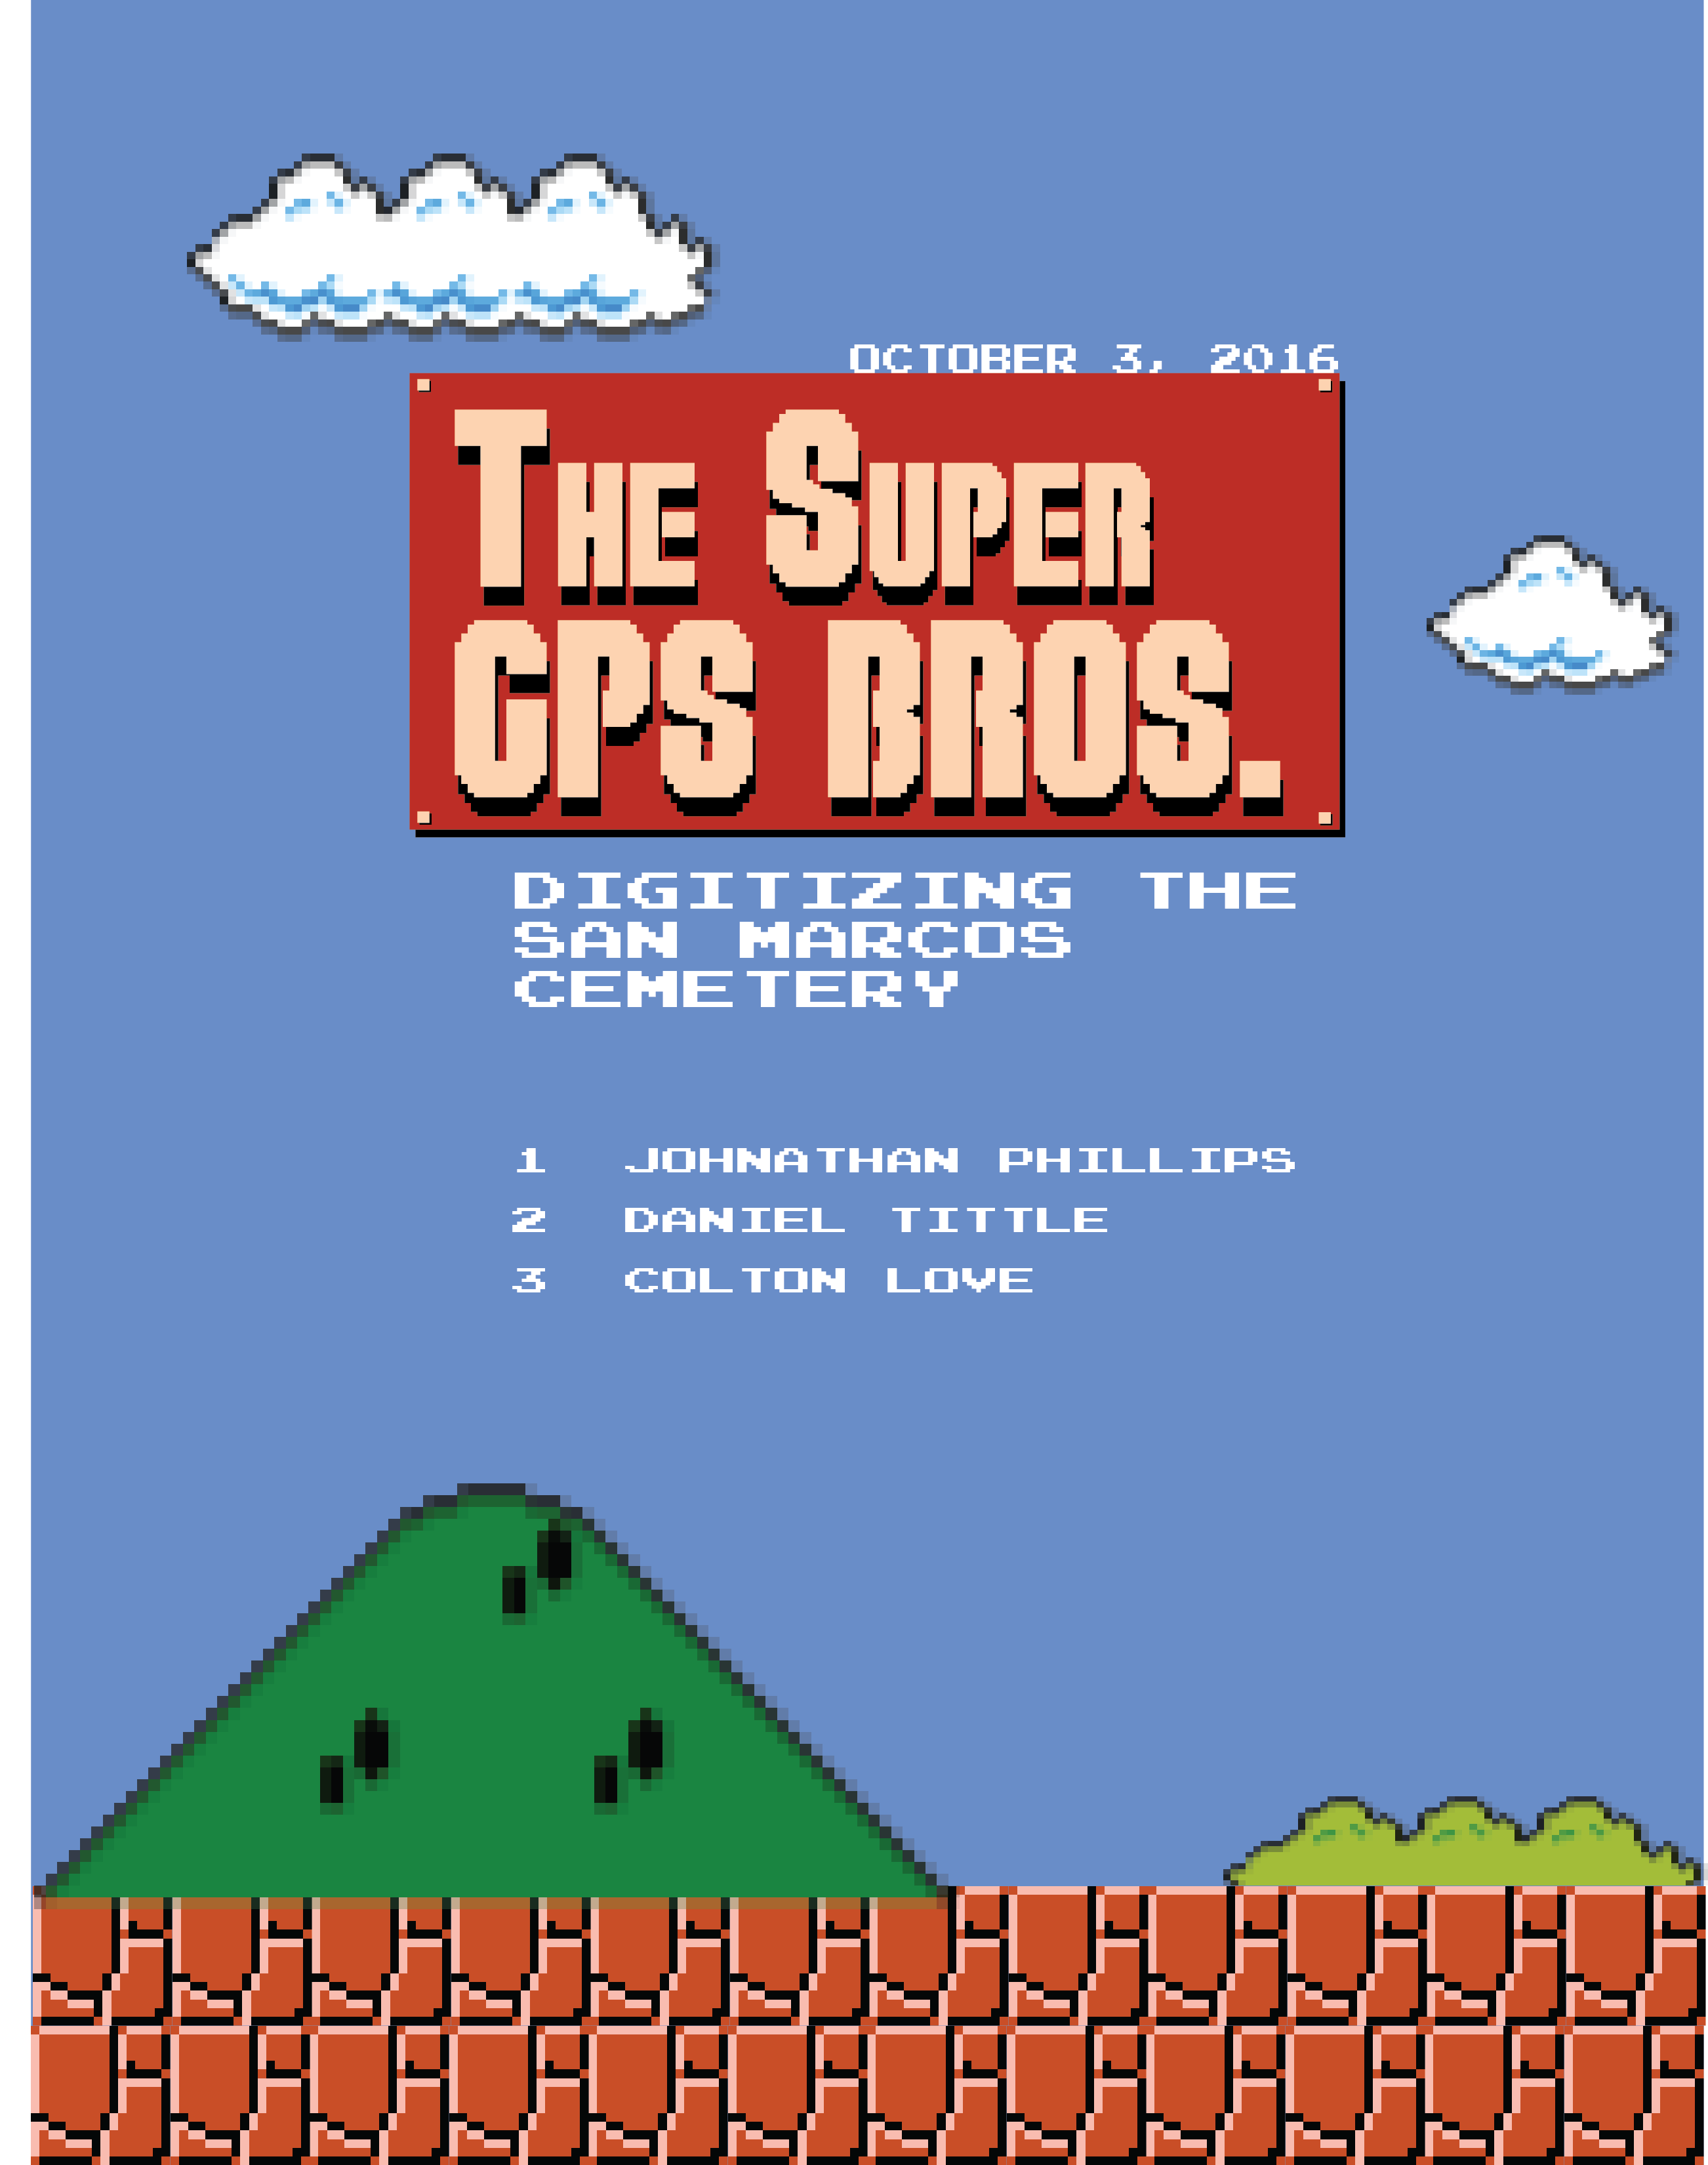 OCTOBER 3, 2016
THE SUPER
GPS BROS.
DIGITIZING THE
SAN MARCOS
CEMETERY
1 JOHNATHAN PHILLIPS
2 DANIEL TITTLE
3 COLTON LOVE